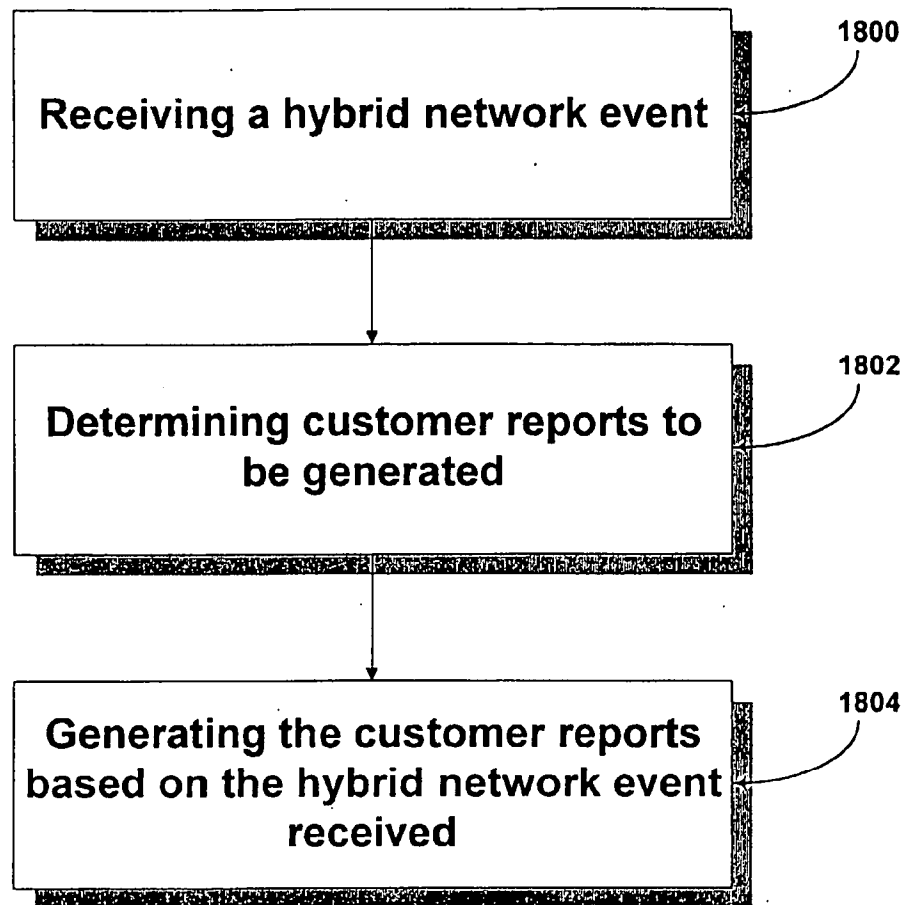 1800
Receiving a hybrid network event
1802
Determining customer reports to
be generated
1804
Generating the customer reports
based on the hybrid network event
received